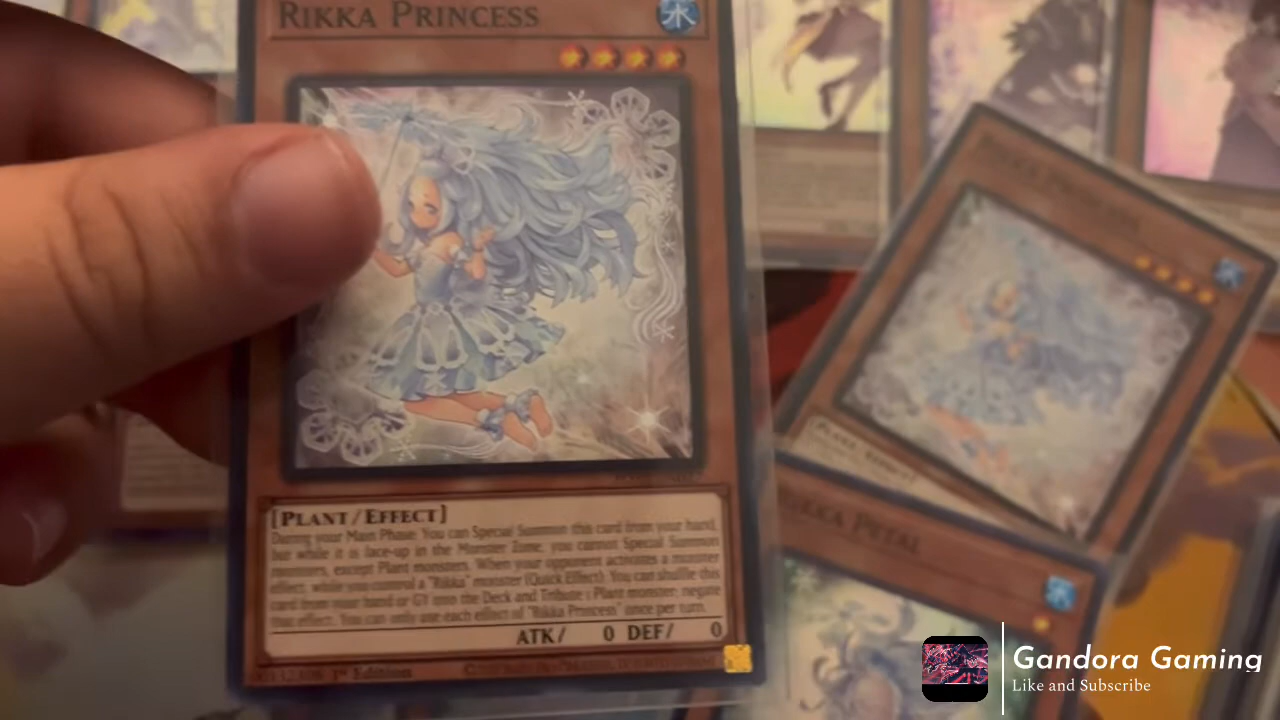 RIKKA PRINCESS
水
[PLANT/EFFECT]
During your Main Phase: You can Special Summon this card from your hand,
but while it is face-up in the Monster Zone, you cannot Special Summon
monsters, except Plant monsters. When your opponent activates a monster
effect, while you control a "Rikka" monster (Quick Effect): You can shuffle this
card from your hand or GY into the Deck and Tribute 1 Plant monster; negate
that effect. You can only use each effect of "Rikka Princess" once per turn.
ATK/ 0 DEF/ 0
1st Edition
水
PETAL
水
Gandora Gaming
Like and Subscribe